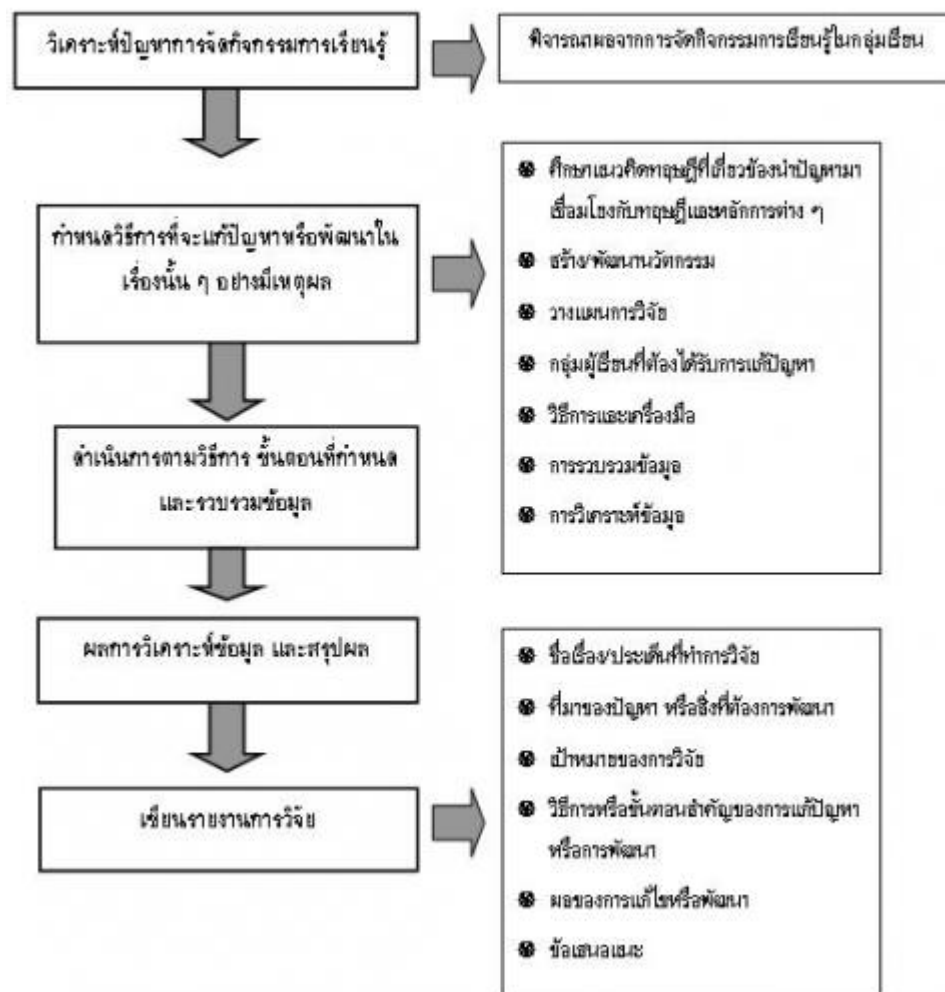 วิเคราะห์ปัญหาการจัดกิจกรรมการเรียนรู้
พิจารณาผลจากการจัดกิจกรรมการเรียนรู้ในกลุ่มเรียน
กำหนดวิธีการที่จะแก้ปัญหาหรือพัฒนาใน
เรื่องนั้น ๆ อย่างมีเหตุผล
ศึกษาแนวคิดทฤษฎีที่เกี่ยวข้องนำปัญหามา
เชื่อมโยงกับทฤษฎีและหลักการต่าง ๆ
สร้าง/พัฒนานวัตกรรม
วางแผนการวิจัย
กลุ่มผู้เรียนที่ต้องได้รับการแก้ปัญหา
วิธีการและเครื่องมือ
การรวบรวมข้อมูล
การวิเคราะห์ข้อมูล
ดำเนินการตามวิธีการ ขั้นตอนที่กำหนด
และรวบรวมข้อมูล
ผลการวิเคราะห์ข้อมูล และสรุปผล
เขียนรายงานการวิจัย
ชื่อเรื่อง/ประเด็นที่ทำการวิจัย
ที่มาของปัญหา หรือสิ่งที่ต้องการพัฒนา
เป้าหมายของการวิจัย
วิธีการหรือขั้นตอนสำคัญของการแก้ปัญหา
หรือการพัฒนา
ผลของการแก้ไขหรือพัฒนา
ข้อเสนอแนะ